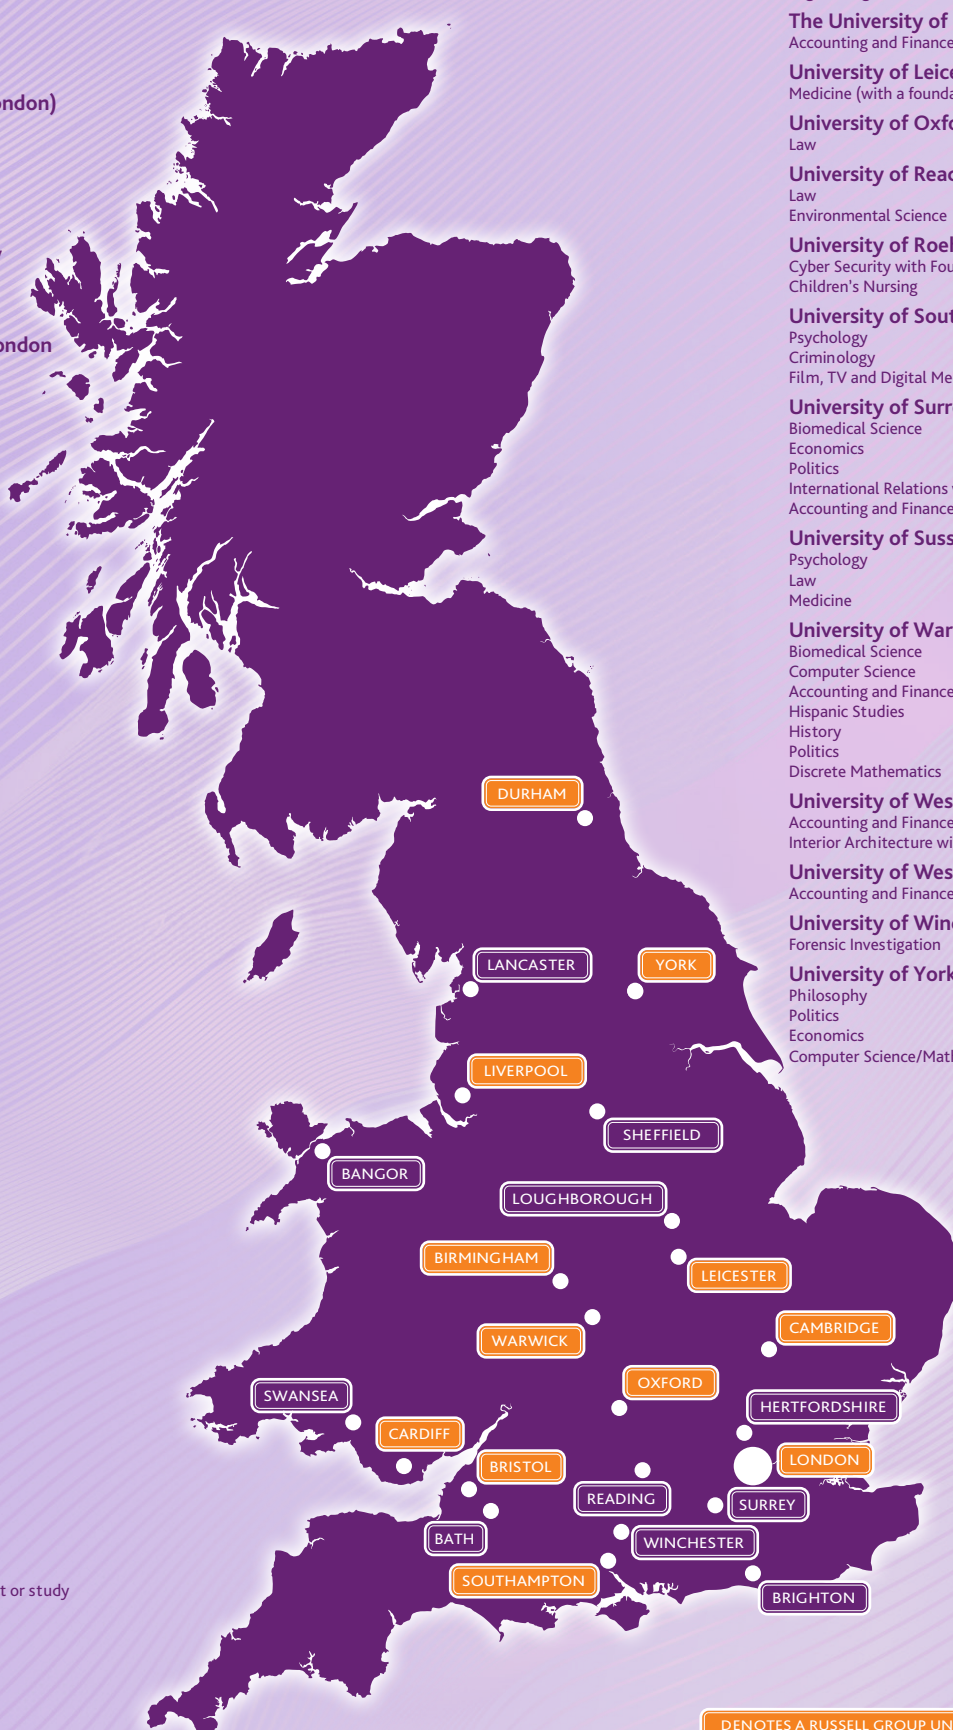 ondon)
ondon
t or study
The University of
Accounting and Finance
University of Leice
Medicine (with a founda
University of Oxfo
Law
University of Read
Law
Environmental Science
University of Roeh
Cyber Security with Fou
Children's Nursing
University of Sout
Psychology
Criminology
Film, TV and Digital Me
University of Surr
Biomedical Science
Economics
Politics
International Relations
Accounting and Finance
University of Suss
Psychology
Law
Medicine
University of War
Biomedical Science
Computer Science
Accounting and Finance
Hispanic Studies
History
Politics
Discrete Mathematics
University of Wes
Accounting and Finance
Interior Architecture wi
University of Wes
Accounting and Finance
University of Winc
Forensic Investigation
University of York
Philosophy
Politics
Economics
Computer Science/Math
DURHAM
LANCASTER
YORK
LIVERPOOL
SHEFFIELD
BANGOR
LOUGHBOROUGH
BIRMINGHAM
LEICESTER
CAMBRIDGE
WARWICK
OXFORD
SWANSEA
HERTFORDSHIRE
CARDIFF
LONDON
BRISTOL
READING
SURREY
BATH
WINCHESTER
SOUTHAMPTON
BRIGHTON
DENOTES A RUSSELL GROUP UN